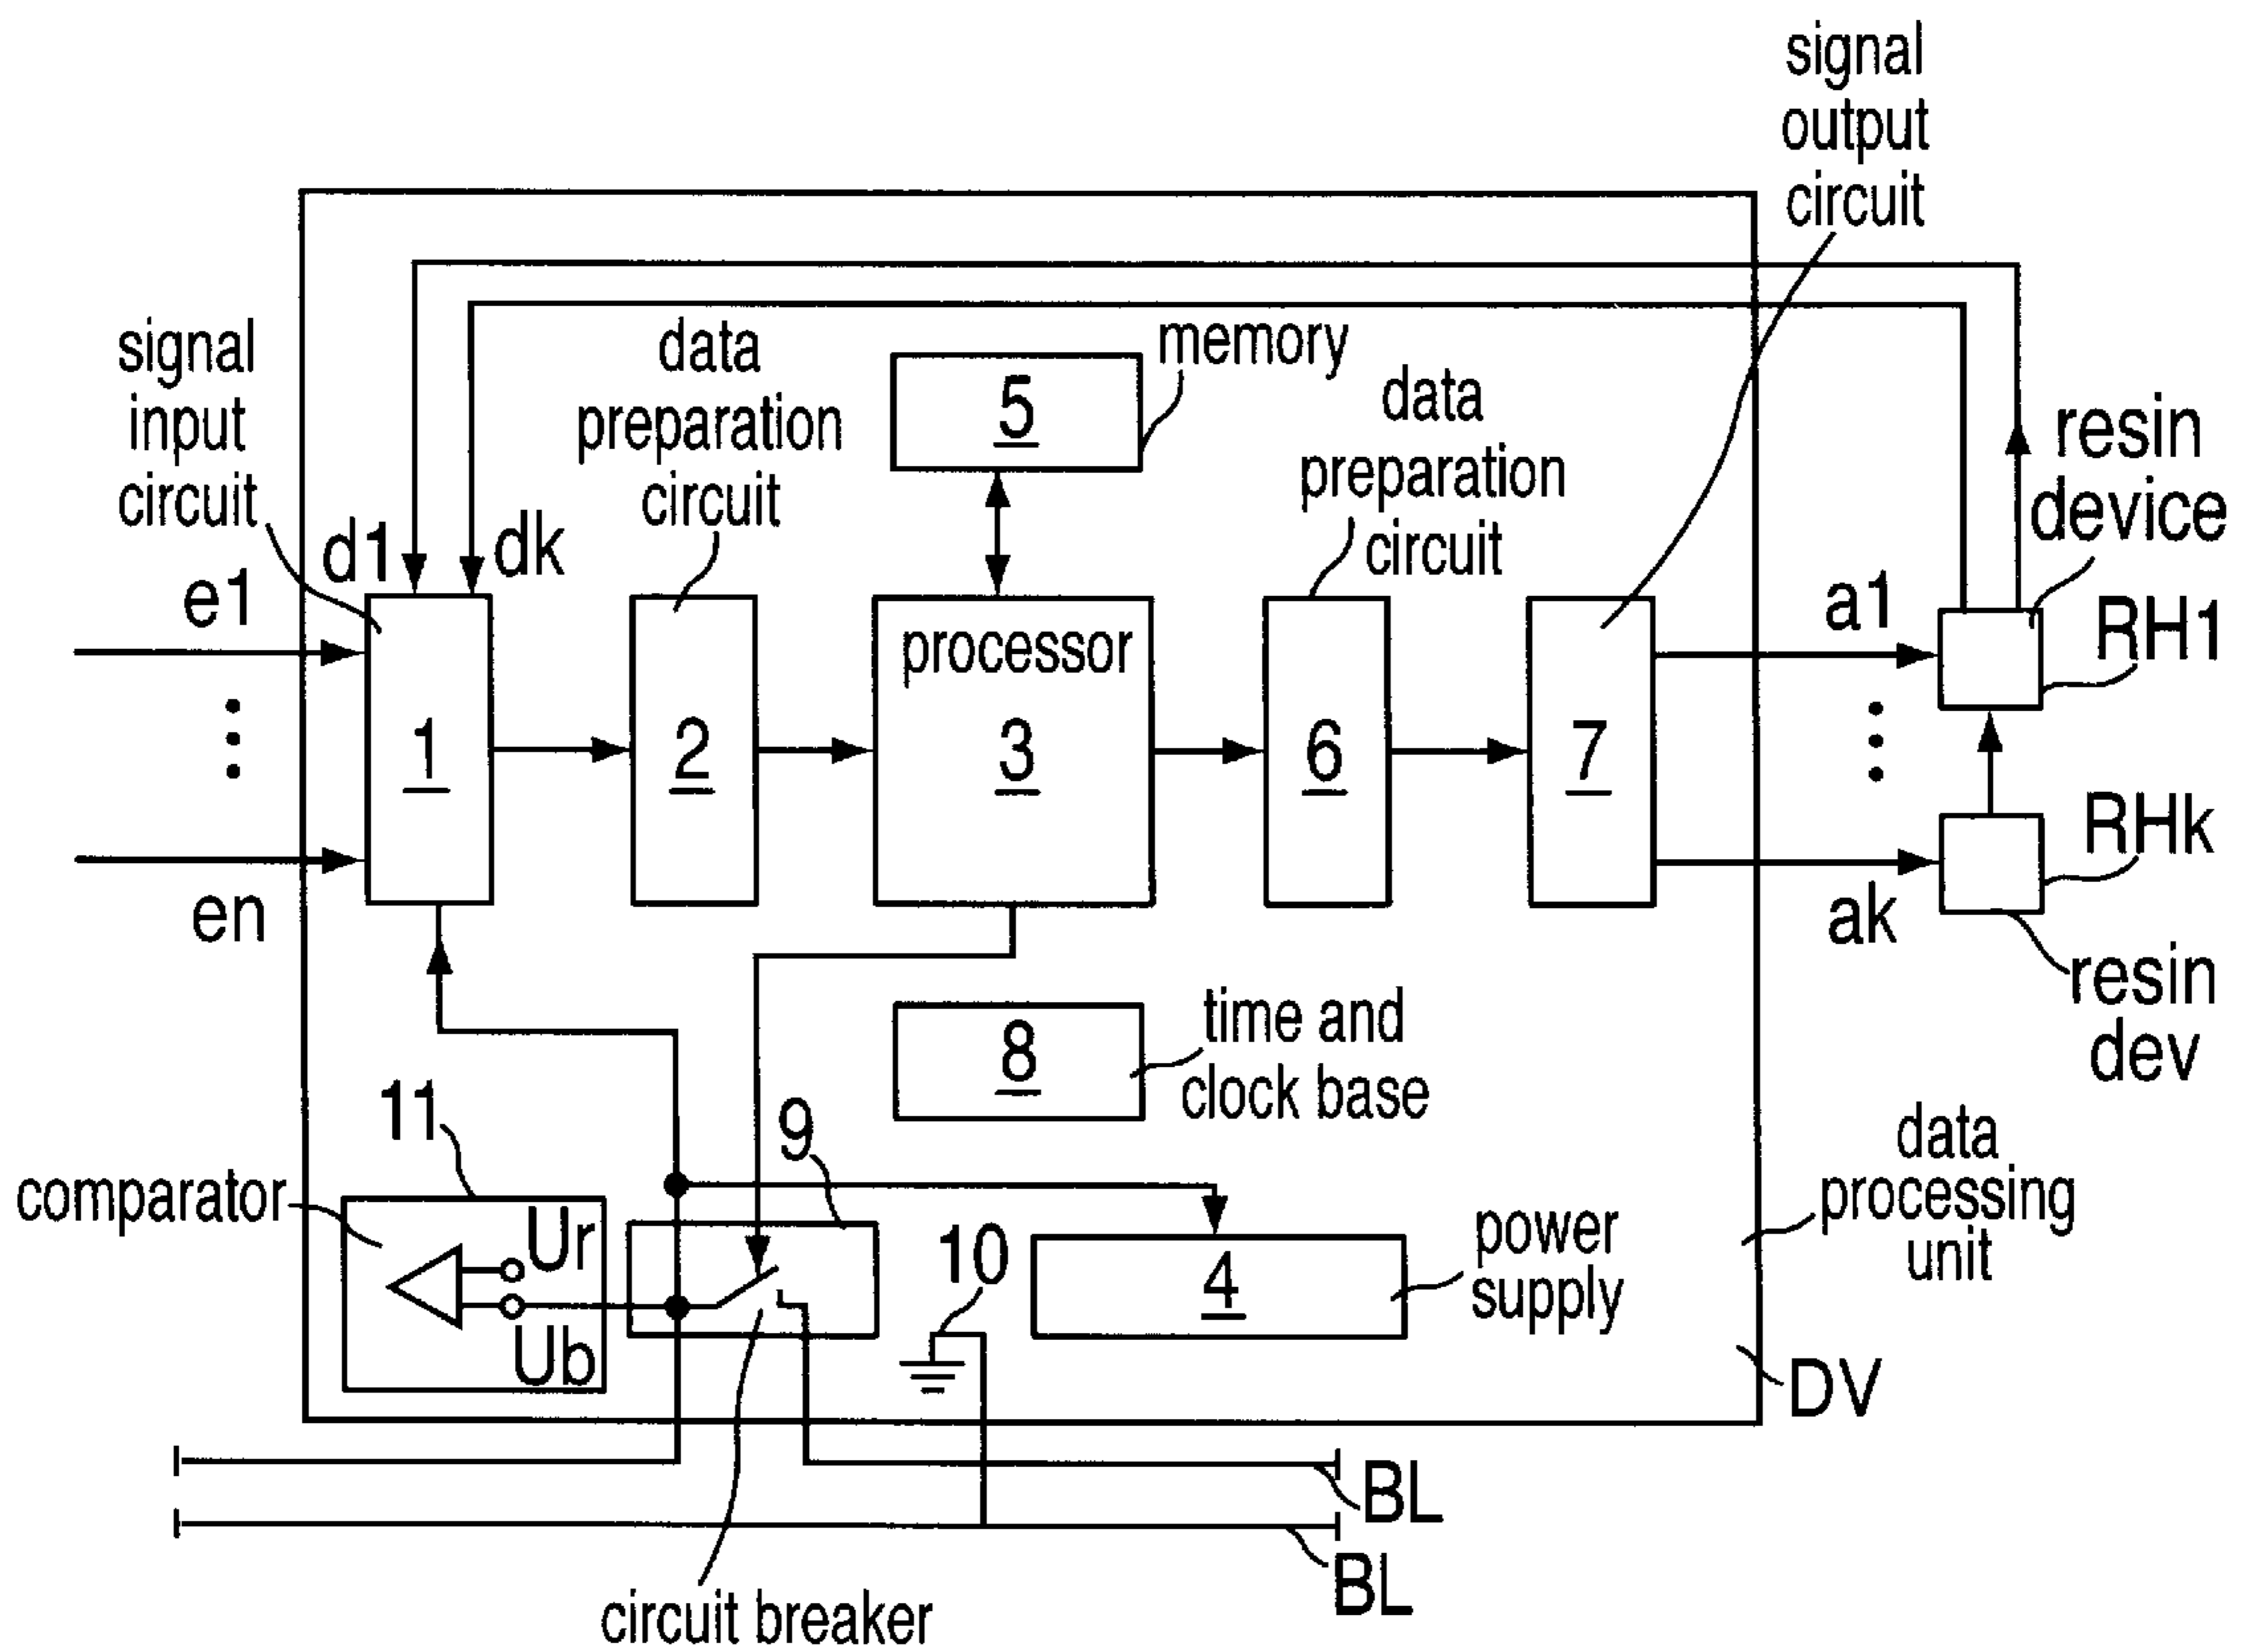 signal
output
circuit
signal
input
circuit
data
preparation
circuit
memory
5
data
preparation
circuit
resin
device
d1
dk
e1
a1
RH1
processor
1
2
3
6
7
RHk
en
ak
resin
dev
time and
clock base
8
11
9
comparator
Ur
Ub
10
4
power
supply
data
processing
unit
DV
BL
BL
circuit breaker